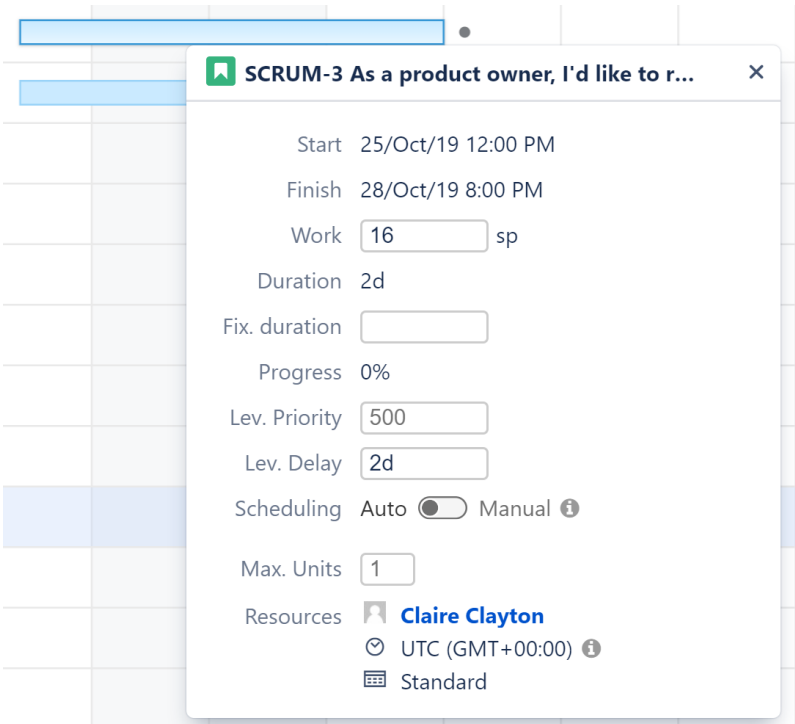 SCRUM-3 As a product owner, I'd like to r...
Start 25/Oct/19 12:00 PM
Finish 28/Oct/19 8:00 PM
Work 16 sp
Duration 2d
Fix. duration
Progress 0%
Lev. Priority 500
Lev. Delay 2d
Scheduling Auto Manual
Max. Units 1
Resources Claire Clayton
UTC (GMT+00:00)
Standard